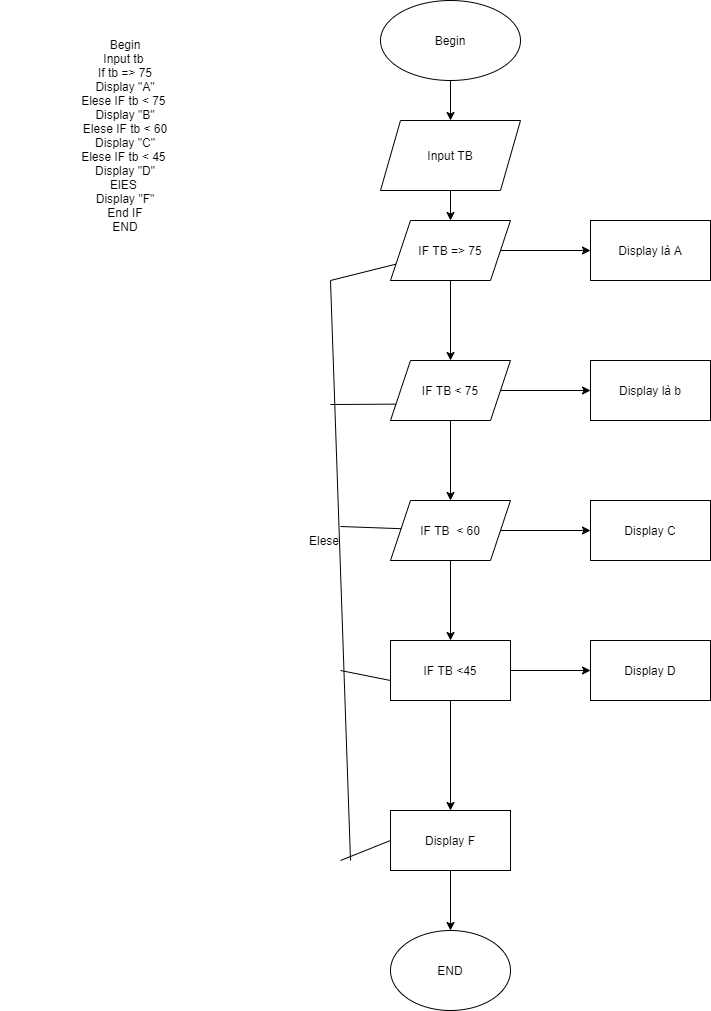 Begin
Input tb
If tb => 75
Display "A"
Elese IF tb < 75
Display "B"
Elese IF tb < 60
Display "C"
Elese IF tb < 45
Display "D"
ElES
Display "F"
End IF
END
Begin
Input TB
IF TB => 75
Display là A
IF TB < 75
Display là b
IF TB < 60
Display C
Elese
IF TB <45
Display D
Display F
END